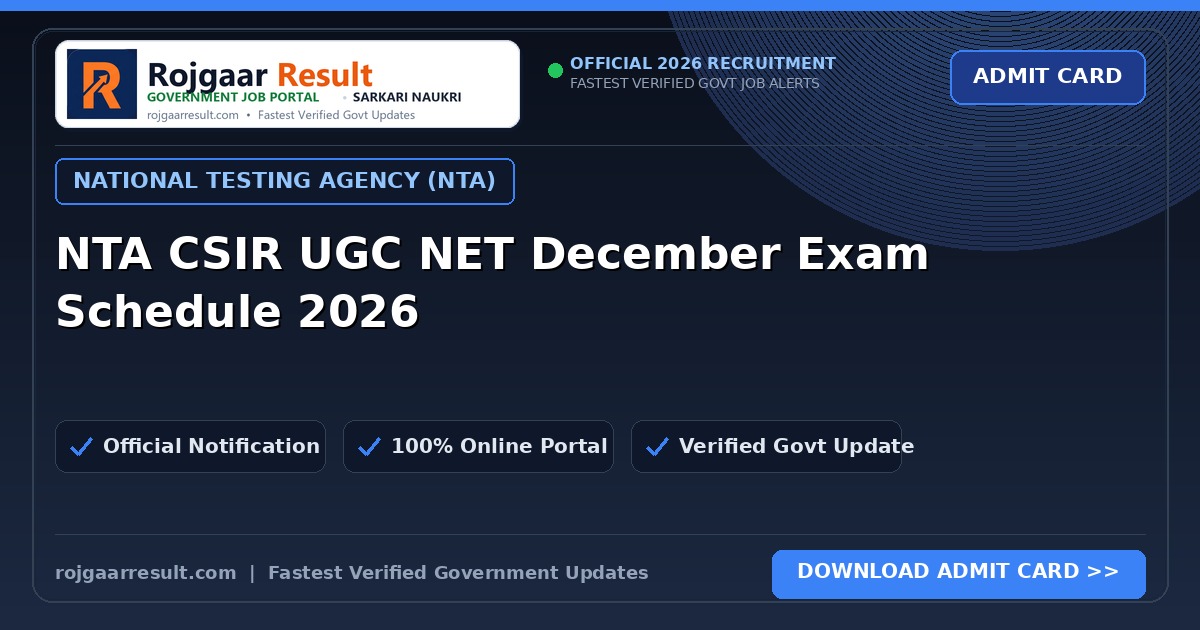 Rojgaar Result
GOVERNMENT JOB PORTAL • SARKARI NAUKRI
rojgaarresult.com • Fastest Verified Govt Updates
OFFICIAL 2026 RECRUITMENT
FASTEST VERIFIED GOVT JOB ALERTS
ADMIT CARD
NATIONAL TESTING AGENCY (NTA)
NTA CSIR UGC NET December Exam
Schedule 2026
Official Notification
100% Online Portal
Verified Govt Update
rojgaarresult.com | Fastest Verified Government Updates
DOWNLOAD ADMIT CARD >>